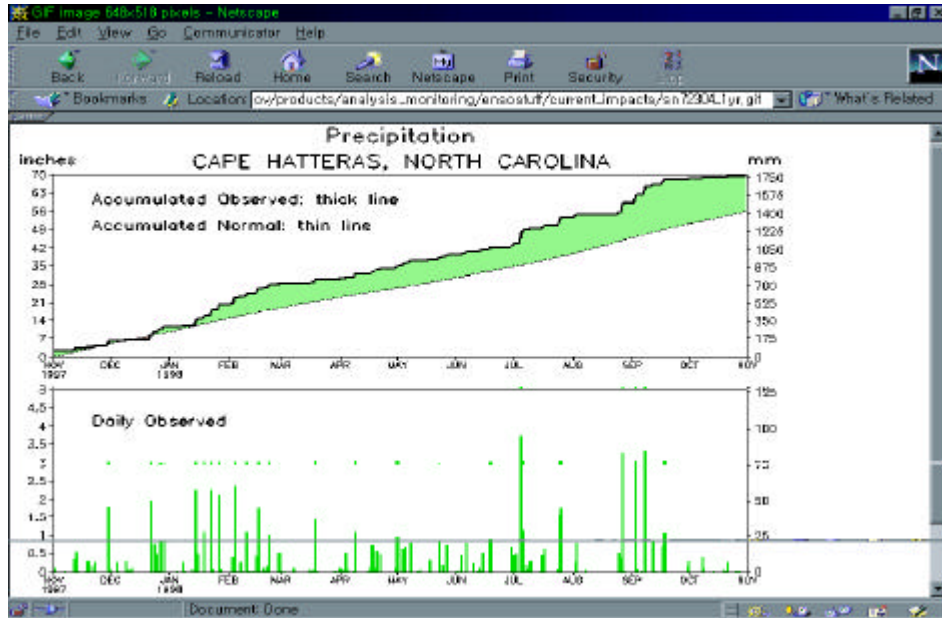 GIF image 648x518 pixels - Netscape
File Edit View Go Communicator Help
Back Forward Reload Home Search Netscape Print Security
Bookmarks Location: ov/products/analysis_monitoring/ensostuff/current_impacts/sn72304_1yr.gif What's Related
Precipitation
inches CAPE HATTERAS, NORTH CAROLINA mm
70 1750
63 1575
56 1400
49 1225
42 1050
35 875
28 700
21 525
14 350
7 175
0 0
Accumulated Observed: thick line
Accumulated Normal: thin line
NOV DEC JAN FEB MAR APR MAY JUN JUL AUG SEP OCT NOV
1997 1998
Daily Observed
5 125
4.5
4 100
3.5
3 75
2.5
2 50
1.5
1 25
0.5
0 0
NOV DEC JAN FEB MAR APR MAY JUN JUL AUG SEP OCT NOV
1997 1998
Document: Done